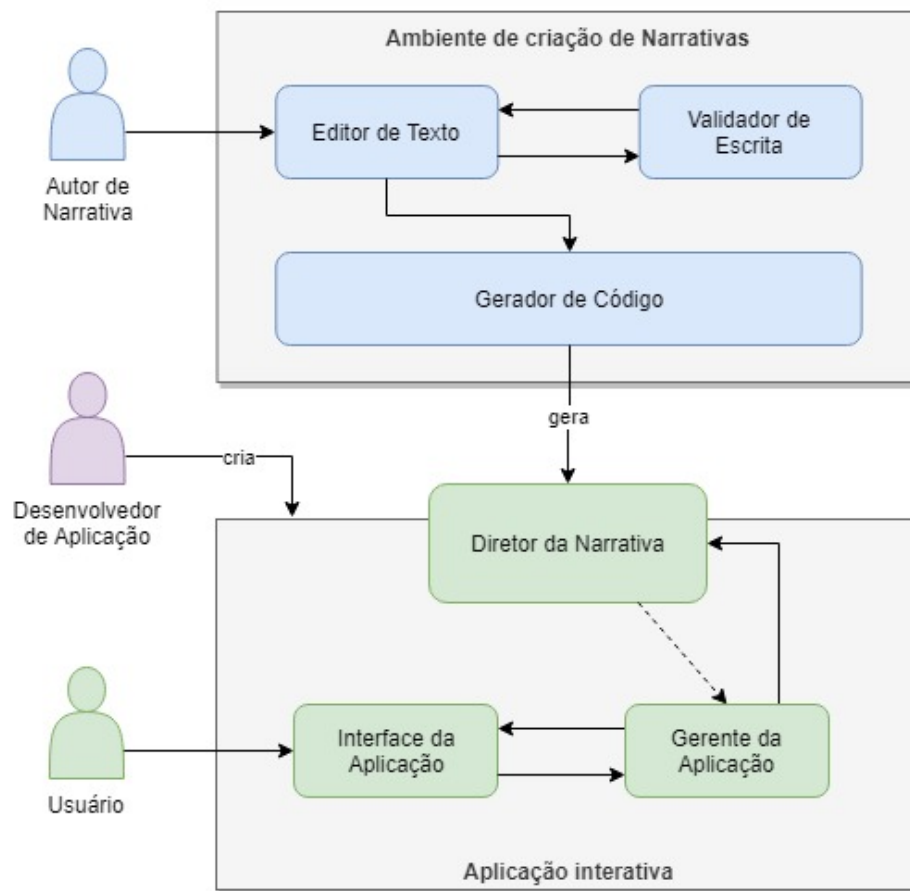 Ambiente de criação de Narrativas
Editor de Texto
Validador de
Escrita
Autor de
Narrativa
Gerador de Código
gera
cria
Desenvolvedor
de Aplicação
Diretor da Narrativa
Interface da
Aplicação
Gerente da
Aplicação
Usuário
Aplicação interativa